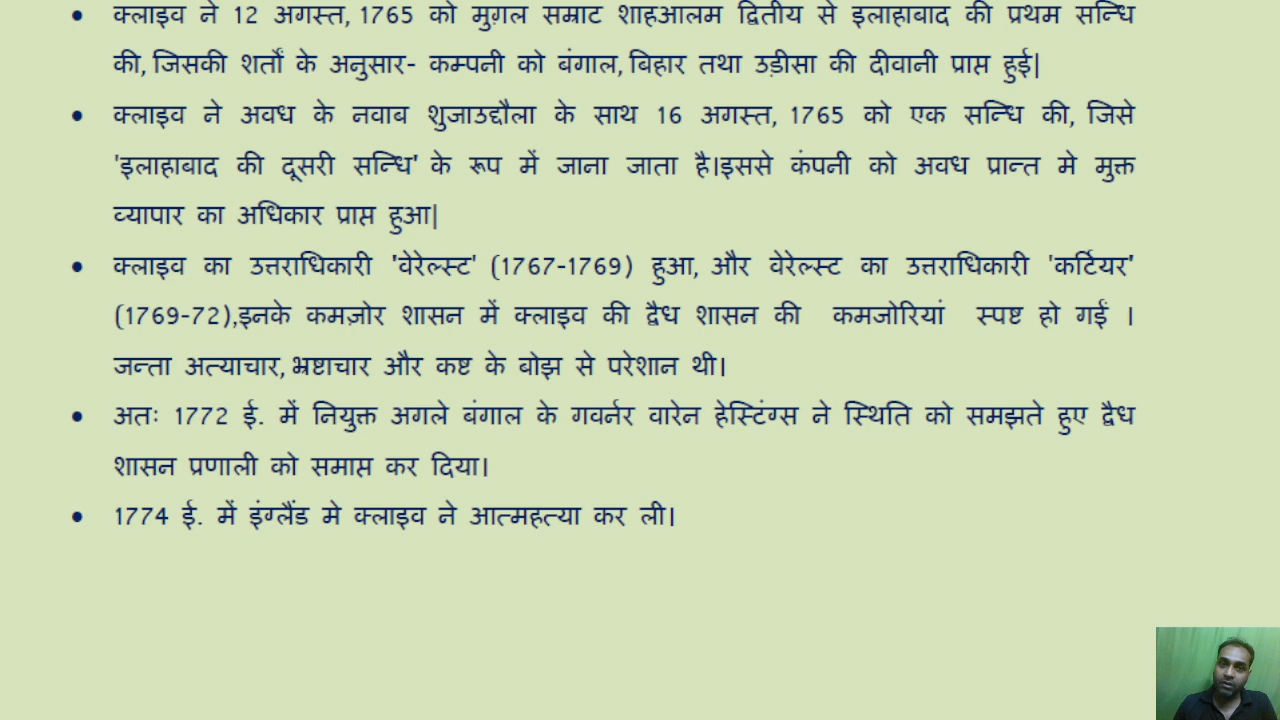 • क्लाइव ने 12 अगस्त, 1765 को मुग़ल सम्राट शाहआलम द्वितीय से इलाहाबाद की प्रथम सन्धि
की, जिसकी शर्तों के अनुसार- कम्पनी को बंगाल, बिहार तथा उड़ीसा की दीवानी प्राप्त हुई|
• क्लाइव ने अवध के नवाब शुजाउद्दौला के साथ 16 अगस्त, 1765 को एक सन्धि की, जिसे
'इलाहाबाद की दूसरी सन्धि' के रूप में जाना जाता है।इससे कंपनी को अवध प्रान्त मे मुक्त
व्यापार का अधिकार प्राप्त हुआ|
• क्लाइव का उत्तराधिकारी 'वेरेल्स्ट' (1767-1769) हुआ, और वेरेल्स्ट का उत्तराधिकारी 'कर्टियर'
(1769-72),इनके कमज़ोर शासन में क्लाइव की द्वैध शासन की कमजोरियां स्पष्ट हो गईं ।
जन्ता अत्याचार, भ्रष्टाचार और कष्ट के बोझ से परेशान थी।
• अतः 1772 ई. में नियुक्त अगले बंगाल के गवर्नर वारेन हेस्टिंग्स ने स्थिति को समझते हुए द्वैध
शासन प्रणाली को समाप्त कर दिया।
• 1774 ई. में इंग्लैंड मे क्लाइव ने आत्महत्या कर ली।